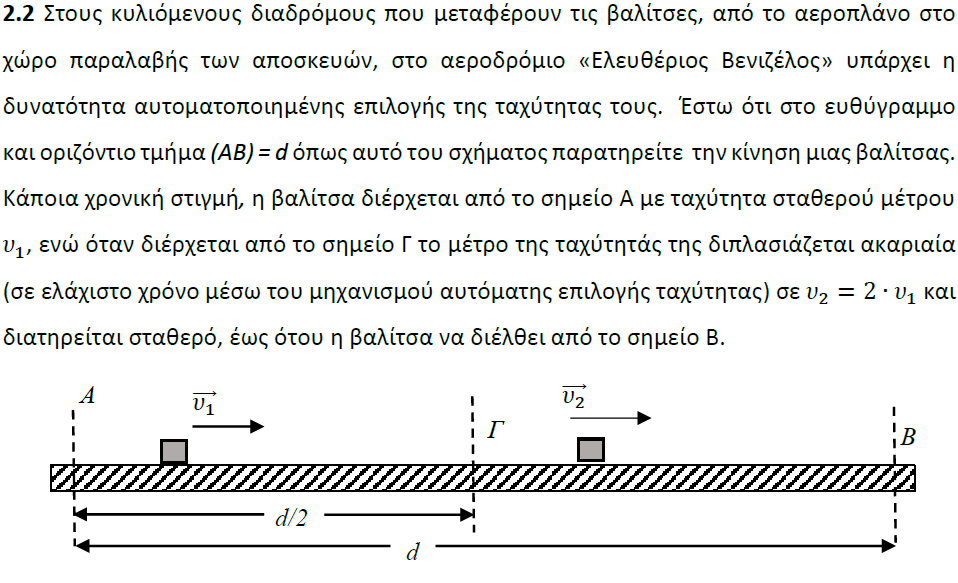 2.2 Στους κυλιόμενους διαδρόμους που μεταφέρουν τις βαλίτσες, από το αεροπλάνο στο
χώρο παραλαβής των αποσκευών, στο αεροδρόμιο «Ελευθέριος Βενιζέλος» υπάρχει η
δυνατότητα αυτοματοποιημένης επιλογής της ταχύτητας τους. Έστω ότι στο ευθύγραμμο
και οριζόντιο τμήμα (ΑΒ) = d όπως αυτό του σχήματος παρατηρείτε την κίνηση μιας βαλίτσας.
Κάποια χρονική στιγμή, η βαλίτσα διέρχεται από το σημείο Α με ταχύτητα σταθερού μέτρου
𝜐₁, ενώ όταν διέρχεται από το σημείο Γ το μέτρο της ταχύτητάς της διπλασιάζεται ακαριαία
(σε ελάχιστο χρόνο μέσω του μηχανισμού αυτόματης επιλογής ταχύτητας) σε 𝜐₂ = 2 · 𝜐₁ και
διατηρείται σταθερό, έως ότου η βαλίτσα να διέλθει από το σημείο Β.
A 𝜐₁⃗ 𝜐₂⃗
Γ B
d/2
d